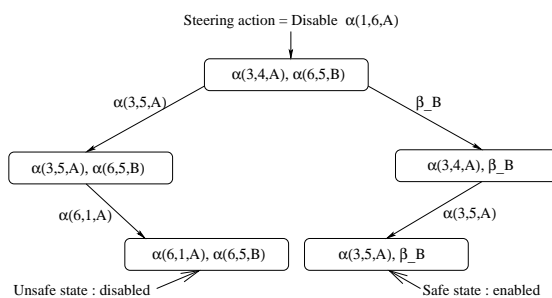 Steering action = Disable α(1,6,A)
α(3,4,A), α(6,5,B)
α(3,5,A)
β_B
α(3,5,A), α(6,5,B)
α(3,4,A), β_B
α(6,1,A)
α(3,5,A)
α(6,1,A), α(6,5,B)
α(3,5,A), β_B
Unsafe state : disabled
Safe state : enabled